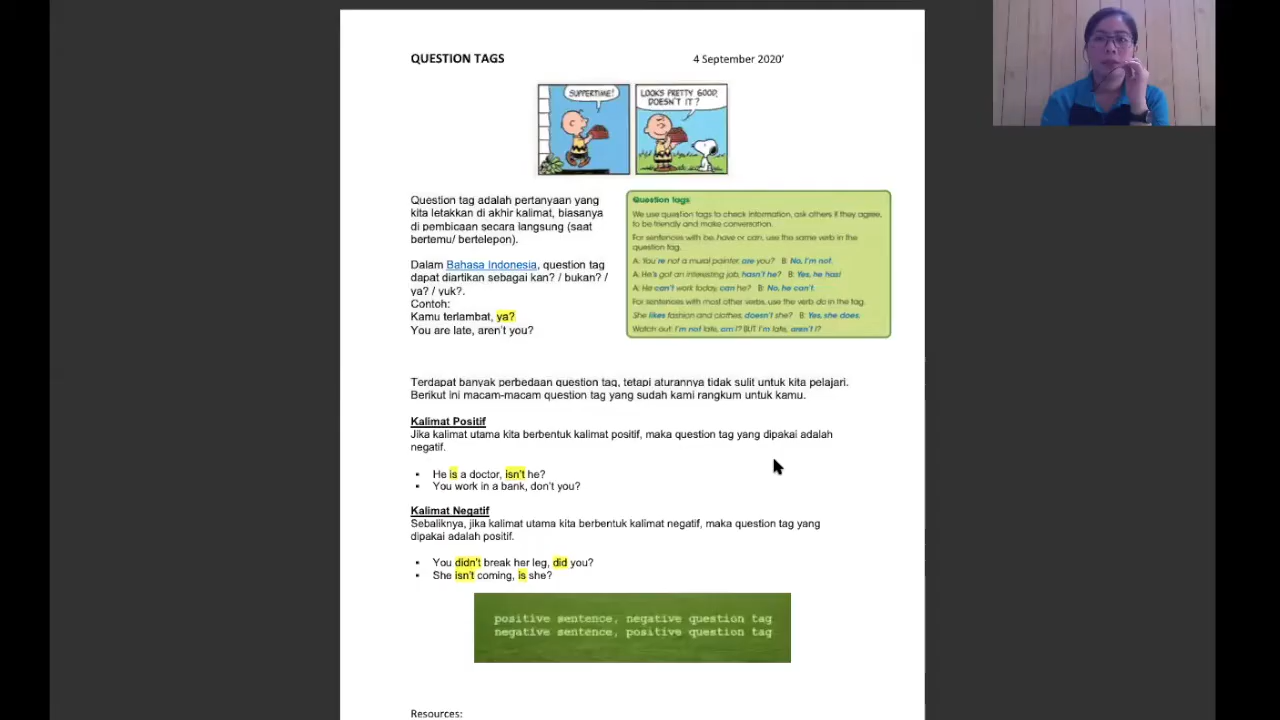 QUESTION TAGS
4 September 2020'
SUPPERTIME!
LOOKS PRETTY GOOD,
DOESN'T IT?
Question tag adalah pertanyaan yang
kita letakkan di akhir kalimat, biasanya
di pembicaan secara langsung (saat
bertemu/ bertelepon).
Dalam Bahasa Indonesia, question tag
dapat diartikan sebagai kan? / bukan? /
ya? / yuk?.
Contoh:
Kamu terlambat, ya?
You are late, aren't you?
Question tags
We use question tags to check information, ask others if they agree,
to be friendly and make conversation.
For sentences with be, have or can, use the same verb in the
question tag.
A: You're not a mural painter, are you? B: No, I'm not.
A: He's got an interesting job, hasn't he? B: Yes, he has!
A: He can't work today, can he? B: No, he can't.
For sentences with most other verbs, use the verb do in the tag.
She likes fashion and clothes, doesn't she? B: Yes, she does.
Watch out: I'm not late, am I? BUT I'm late, aren't I?
Terdapat banyak perbedaan question tag, tetapi aturannya tidak sulit untuk kita pelajari.
Berikut ini macam-macam question tag yang sudah kami rangkum untuk kamu.
Kalimat Positif
Jika kalimat utama kita berbentuk kalimat positif, maka question tag yang dipakai adalah
negatif.
▪ He is a doctor, isn't he?
▪ You work in a bank, don't you?
Kalimat Negatif
Sebaliknya, jika kalimat utama kita berbentuk kalimat negatif, maka question tag yang
dipakai adalah positif.
▪ You didn't break her leg, did you?
▪ She isn't coming, is she?
positive sentence, negative question tag
negative sentence, positive question tag
Resources: